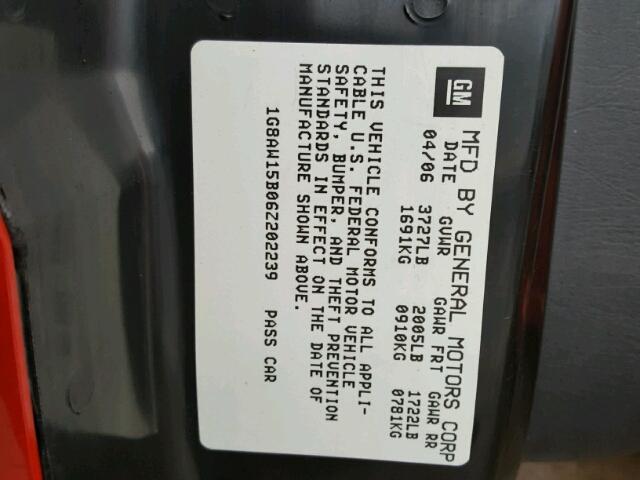 GM MFD BY GENERAL MOTORS CORP
DATE GVWR GAWR FRT GAWR RR
04/06 3727LB 2005LB 1722LB
1691KG 0910KG 0781KG
THIS VEHICLE CONFORMS TO ALL APPLI-
CABLE U.S. FEDERAL MOTOR VEHICLE
SAFETY, BUMPER, AND THEFT PREVENTION
STANDARDS IN EFFECT ON THE DATE OF
MANUFACTURE SHOWN ABOVE.
1G8AW15B06Z202239 PASS CAR